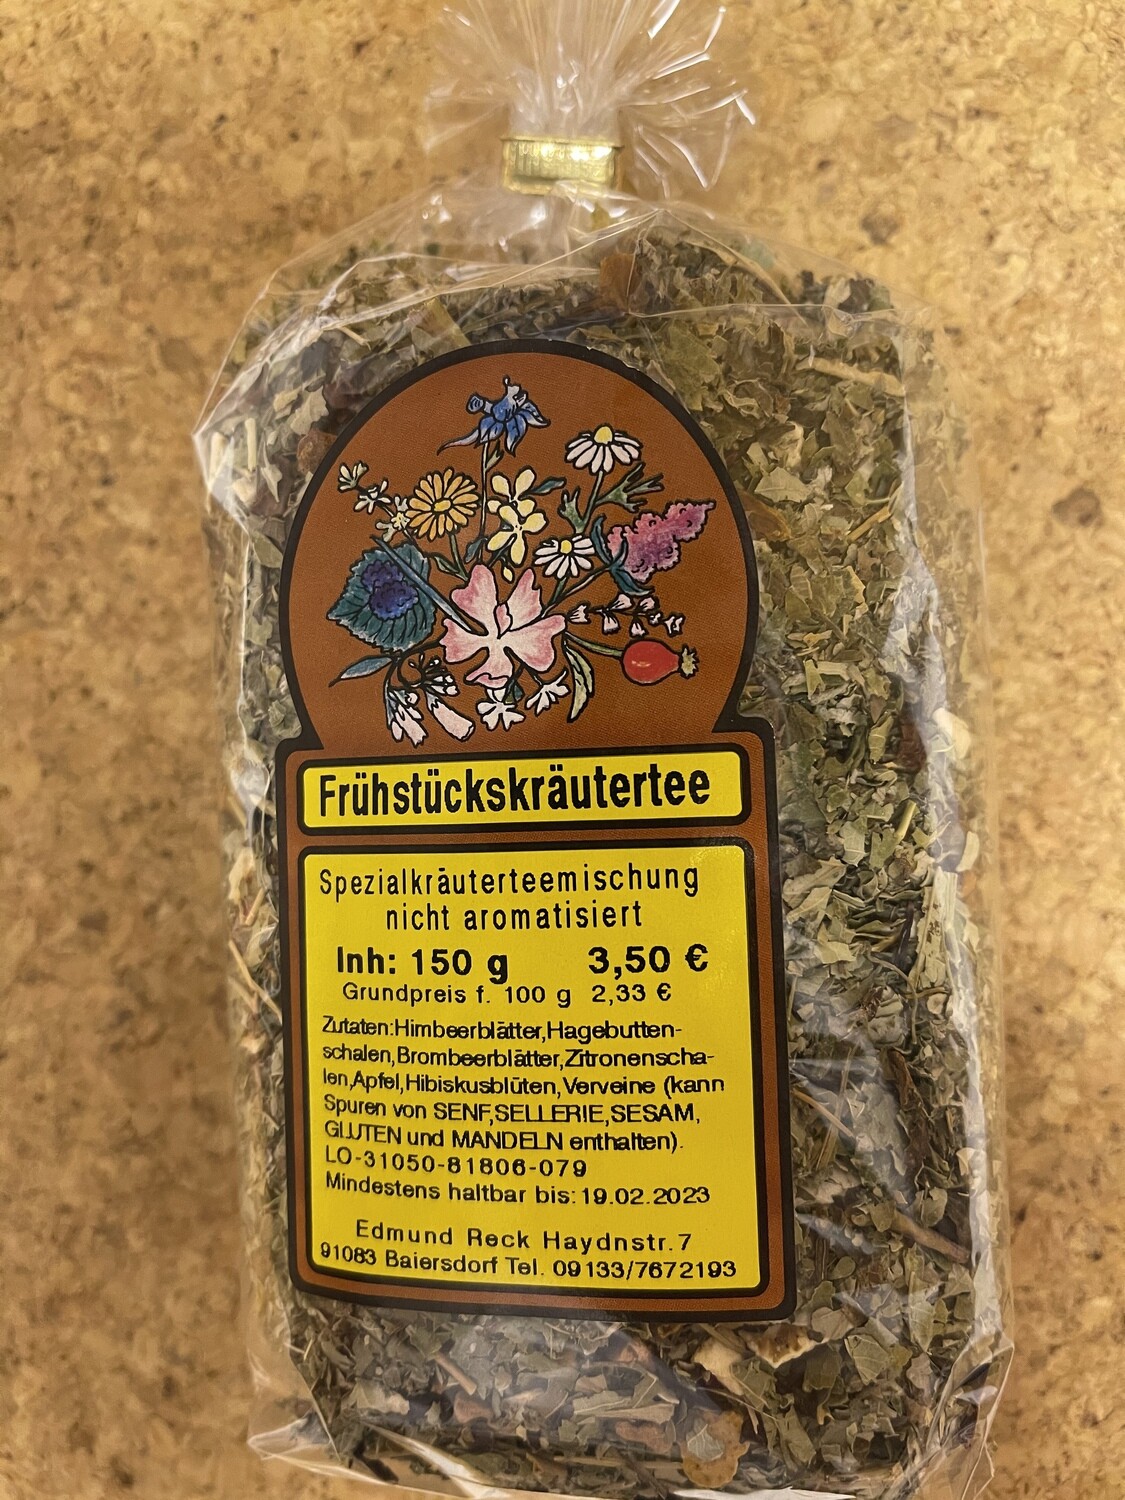 Frühstückskräutertee
Spezialkräuterteemischung
nicht aromatisiert
Inh: 150 g 3,50 €
Grundpreis f. 100 g 2,33 €
Zutaten:Himbeerblätter,Hagebutten-
schalen,Brombeerblätter,Zitronenscha-
len,Apfel,Hibiskusblüten,Verveine (kann
Spuren von SENF,SELLERIE,SESAM,
GLUTEN und MANDELN enthalten).
LO-31050-81806-079
Mindestens haltbar bis: 19.02.2023
Edmund Reck Haydnstr. 7
91083 Baiersdorf Tel. 09133/7672193